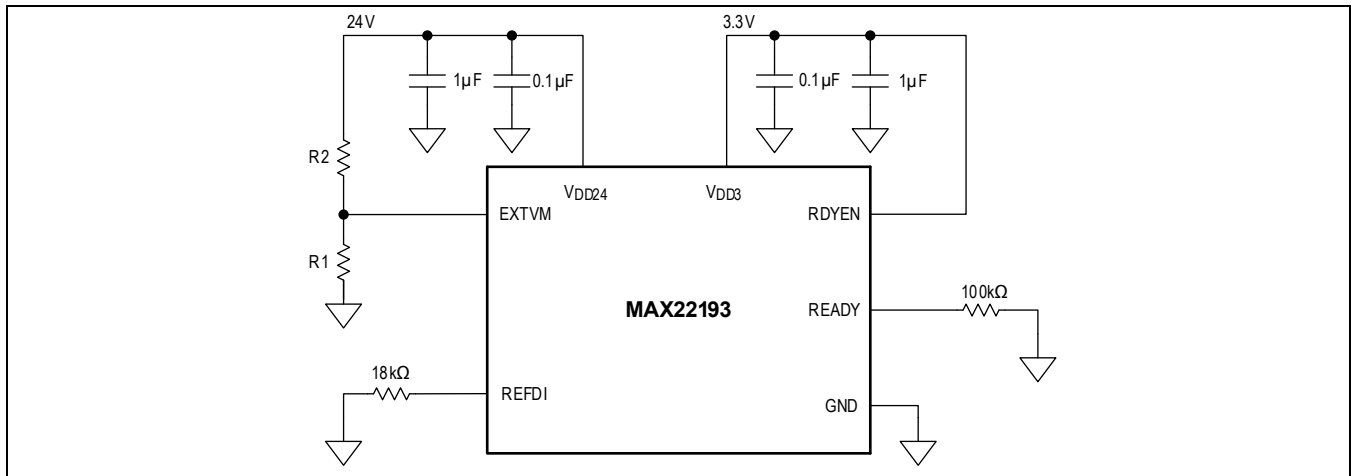 24V
3.3V
1µF
0.1µF
0.1µF
1µF
R2
VDD24
VDD3
EXTVM
RDYEN
R1
MAX22193
READY
100kΩ
18kΩ
REFDI
GND